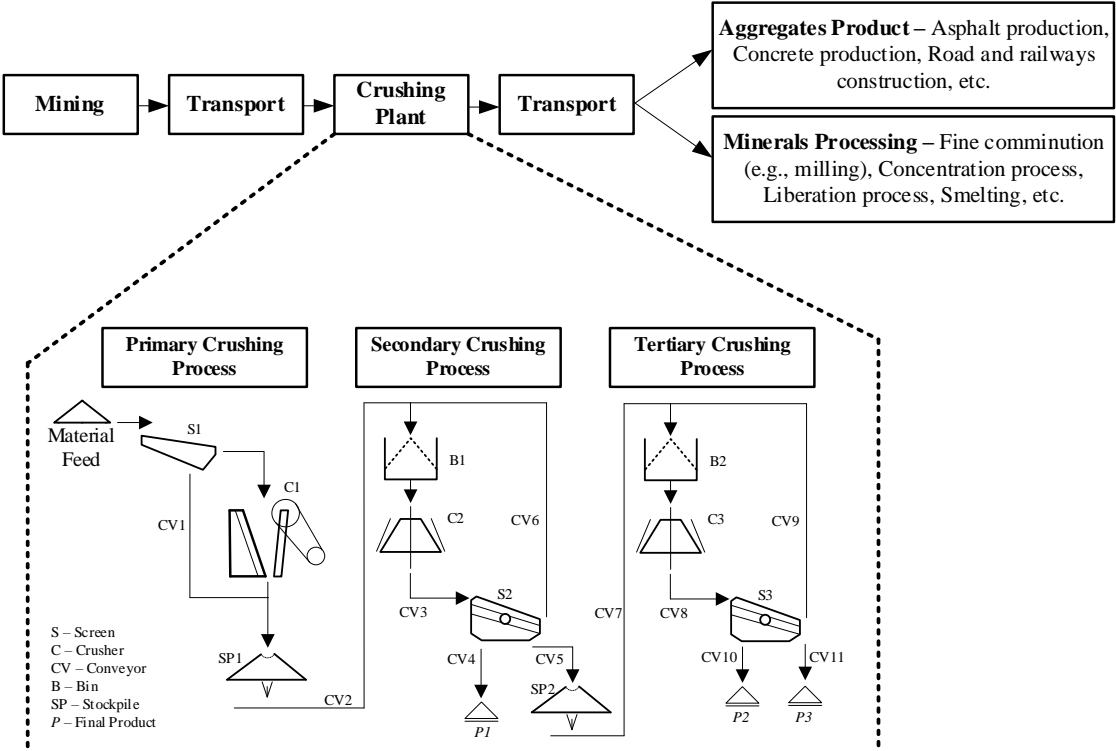 Mining
Transport
Crushing
Plant
Transport
Aggregates Product – Asphalt production,
Concrete production, Road and railways
construction, etc.
Minerals Processing – Fine comminution
(e.g., milling), Concentration process,
Liberation process, Smelting, etc.
Primary Crushing
Process
Secondary Crushing
Process
Tertiary Crushing
Process
Material
Feed
S1
C1
CV1
SP1
CV2
B1
C2
CV6
CV3
S2
CV4
CV5
SP2
P1
CV7
B2
C3
CV9
CV8
S3
CV10
CV11
P2
P3
S – Screen
C – Crusher
CV – Conveyor
B – Bin
SP – Stockpile
P – Final Product